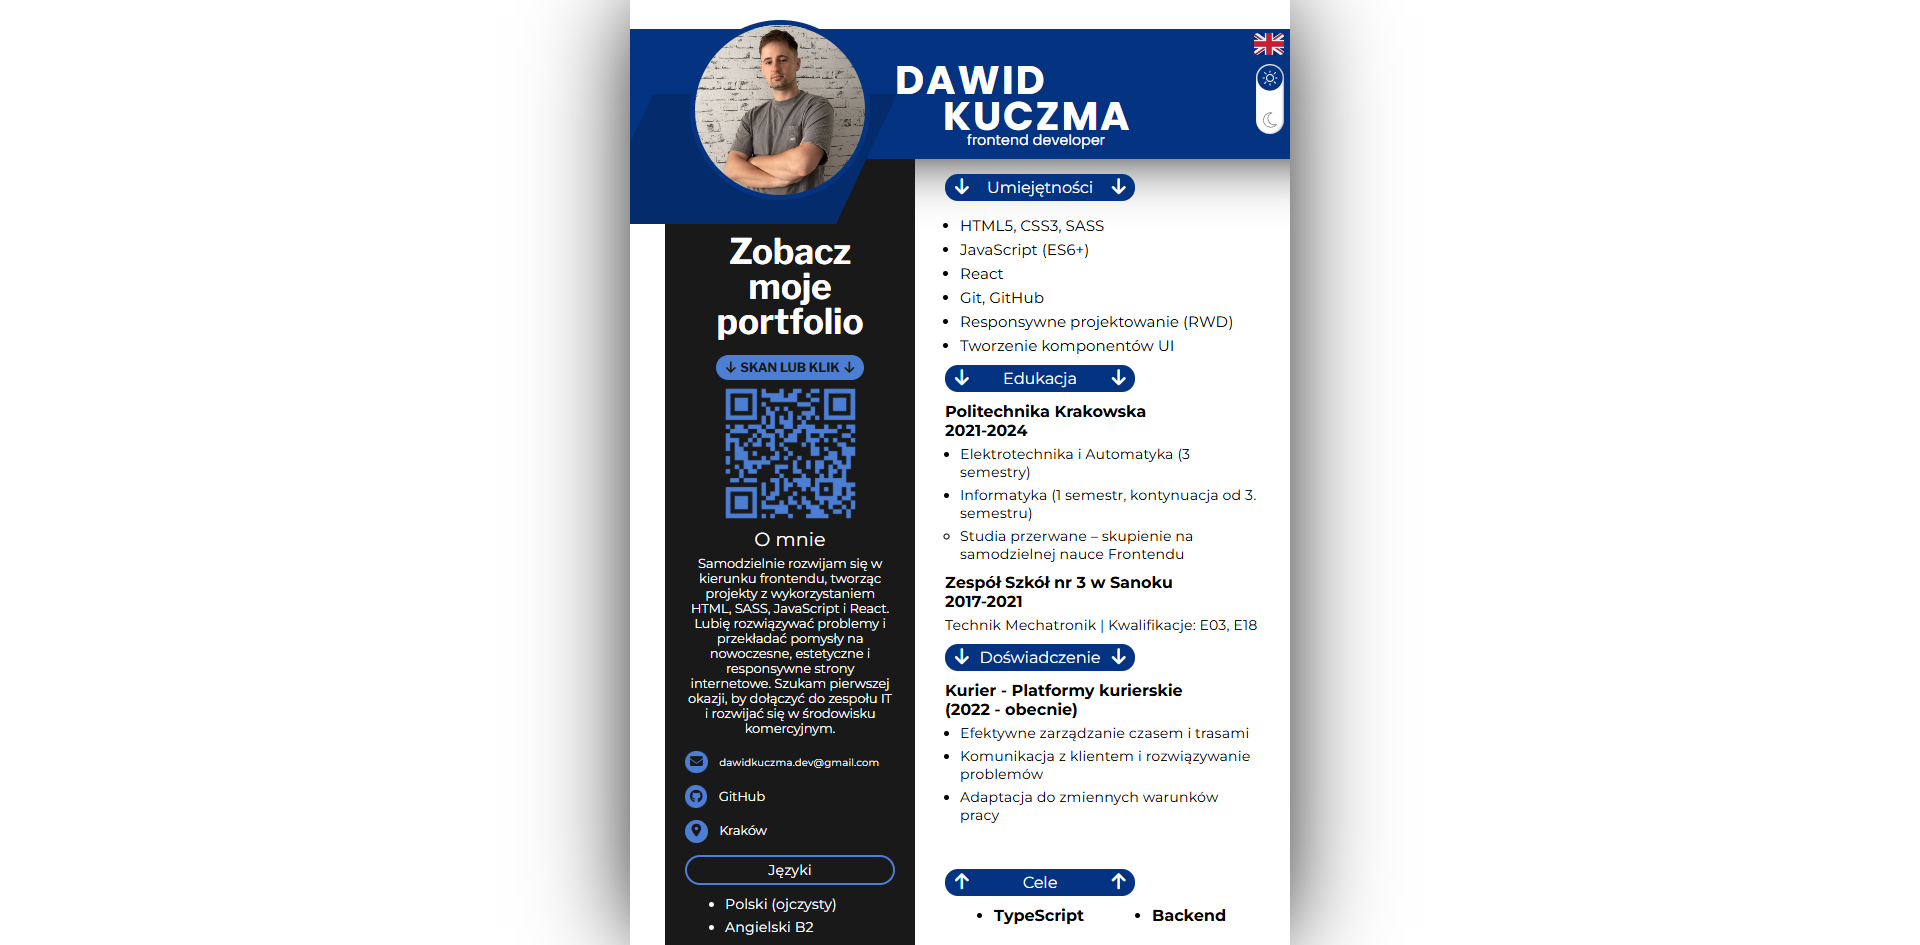 DAWID
KUCZMA
frontend developer
Zobacz
moje
portfolio
SKAN LUB KLIK
O mnie
Samodzielnie rozwijam się w
kierunku frontendu, tworząc
projekty z wykorzystaniem
HTML, SASS, JavaScript i React.
Lubię rozwiązywać problemy i
przekładać pomysły na
nowoczesne, estetyczne i
responsywne strony
internetowe. Szukam pierwszej
okazji, by dołączyć do zespołu IT
i rozwijać się w środowisku
komercyjnym.
dawidkuczma.dev@gmail.com
GitHub
Kraków
Języki
Polski (ojczysty)
Angielski B2
Umiejętności
HTML5, CSS3, SASS
JavaScript (ES6+)
React
Git, GitHub
Responsywne projektowanie (RWD)
Tworzenie komponentów UI
Edukacja
Politechnika Krakowska
2021-2024
Elektrotechnika i Automatyka (3
semestry)
Informatyka (1 semestr, kontynuacja od 3.
semestru)
Studia przerwane – skupienie na
samodzielnej nauce Frontendu
Zespół Szkół nr 3 w Sanoku
2017-2021
Technik Mechatronik | Kwalifikacje: E03, E18
Doświadczenie
Kurier - Platformy kurierskie
(2022 - obecnie)
Efektywne zarządzanie czasem i trasami
Komunikacja z klientem i rozwiązywanie
problemów
Adaptacja do zmiennych warunków
pracy
Cele
TypeScript
Backend